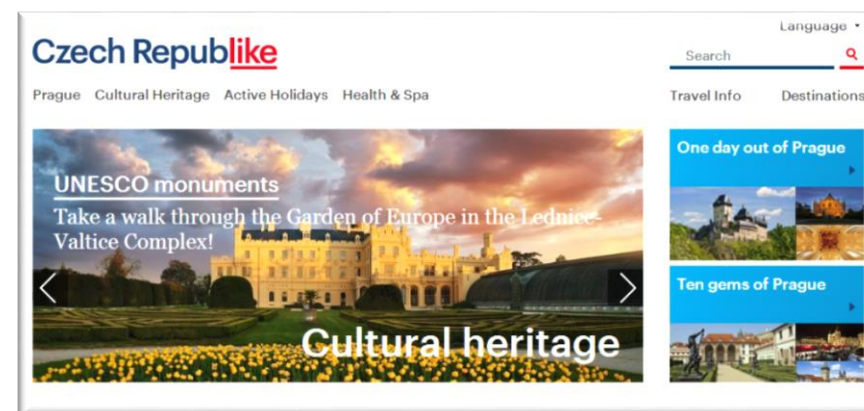 Language
Czech Republike
Search
Prague Cultural Heritage Active Holidays Health & Spa
Travel Info Destinations
UNESCO monuments
Take a walk through the Garden of Europe in the Lednice-
Valtice Complex!
Cultural heritage
One day out of Prague
Ten gems of Prague